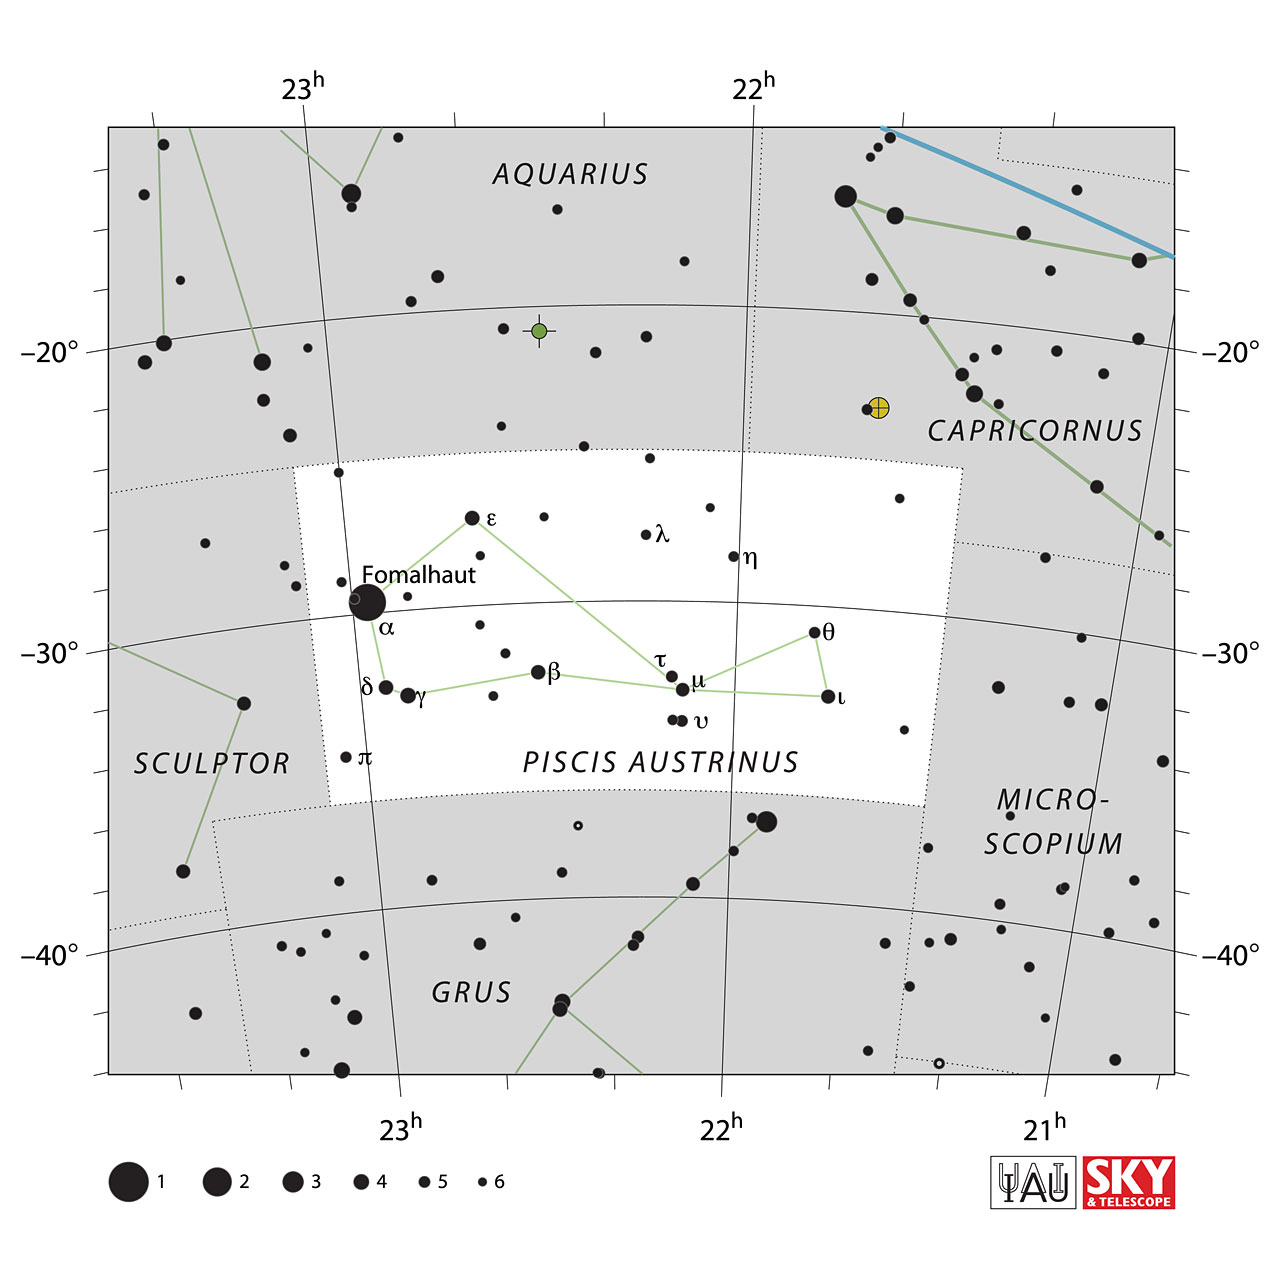 23h 22h
AQUARIUS
–20° –20°
CAPRICORNUS
ε
λ
η
Fomalhaut
α
θ
–30° –30°
τ
β
μ
δ
γ
ι
υ
π
SCULPTOR
PISCIS AUSTRINUS
MICRO-
SCOPIUM
–40° –40°
GRUS
23h 22h 21h
1 2 3 4 5 6
IAU
SKY
& TELESCOPE